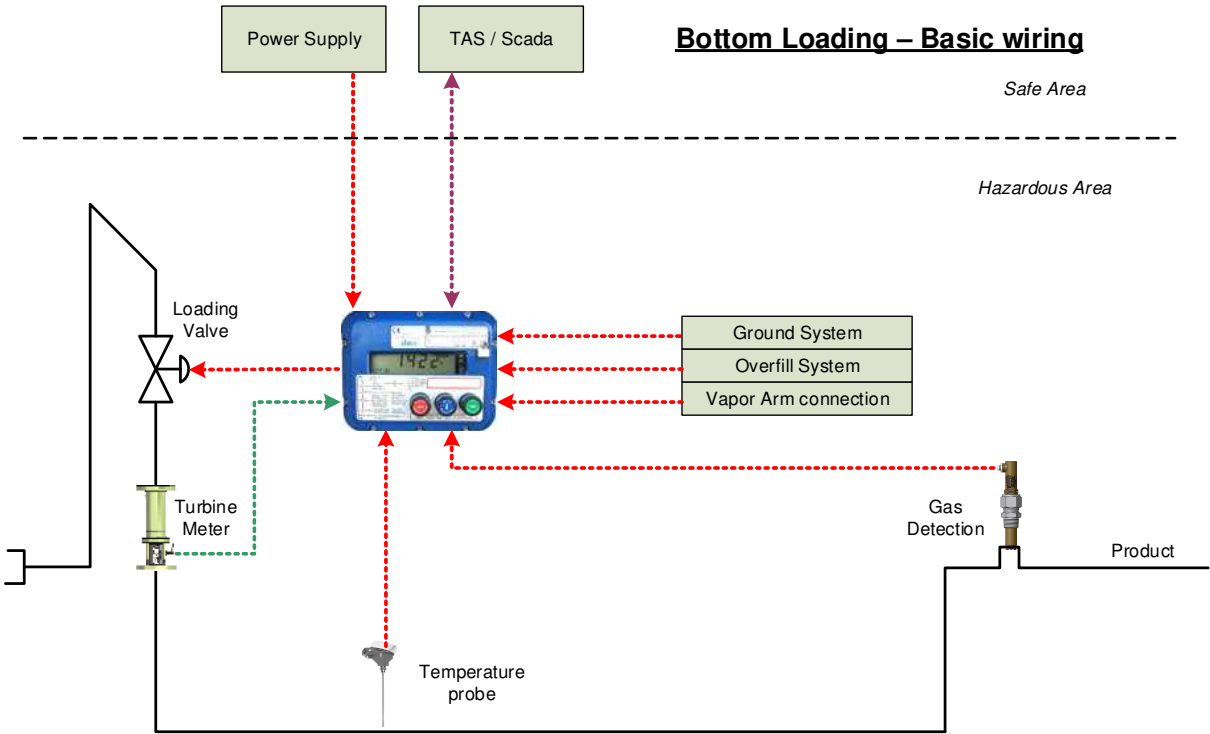 Power Supply
TAS / Scada
Bottom Loading – Basic wiring
Safe Area
Hazardous Area
Loading
Valve
Ground System
Overfill System
Vapor Arm connection
Turbine
Meter
Gas
Detection
Product
Temperature
probe